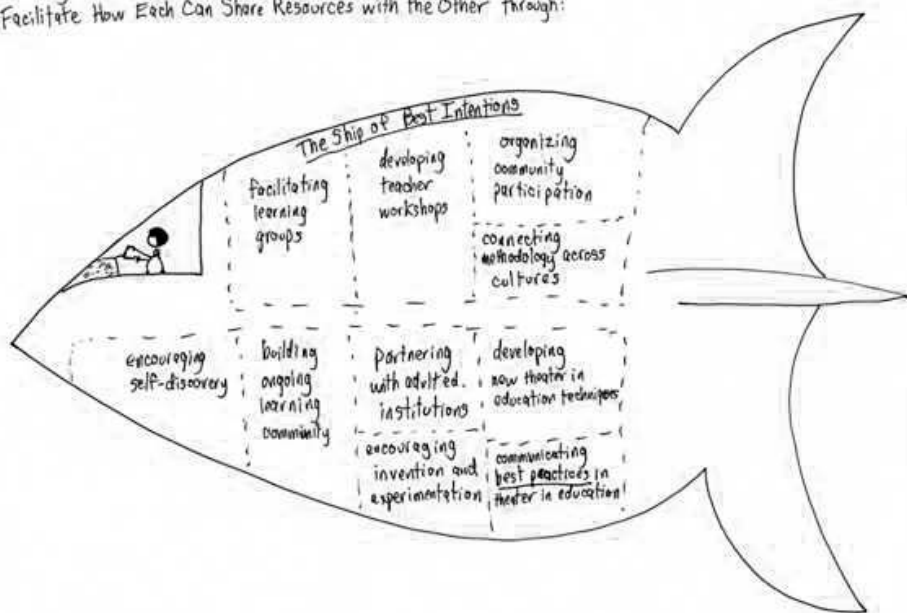 Facilitate How Each Can Share Resources with the Other Through:
The Ship of Best Intentions
facilitating
learning
groups
developing
teacher
workshops
organizing
community
participation
connecting
methodology across
cultures
encouraging
self-discovery
building
ongoing
learning
community
partnering
with adult ed.
institutions
encouraging
invention and
experimentation
developing
new theater in
education techniques
communicating
best practices in
theater in education